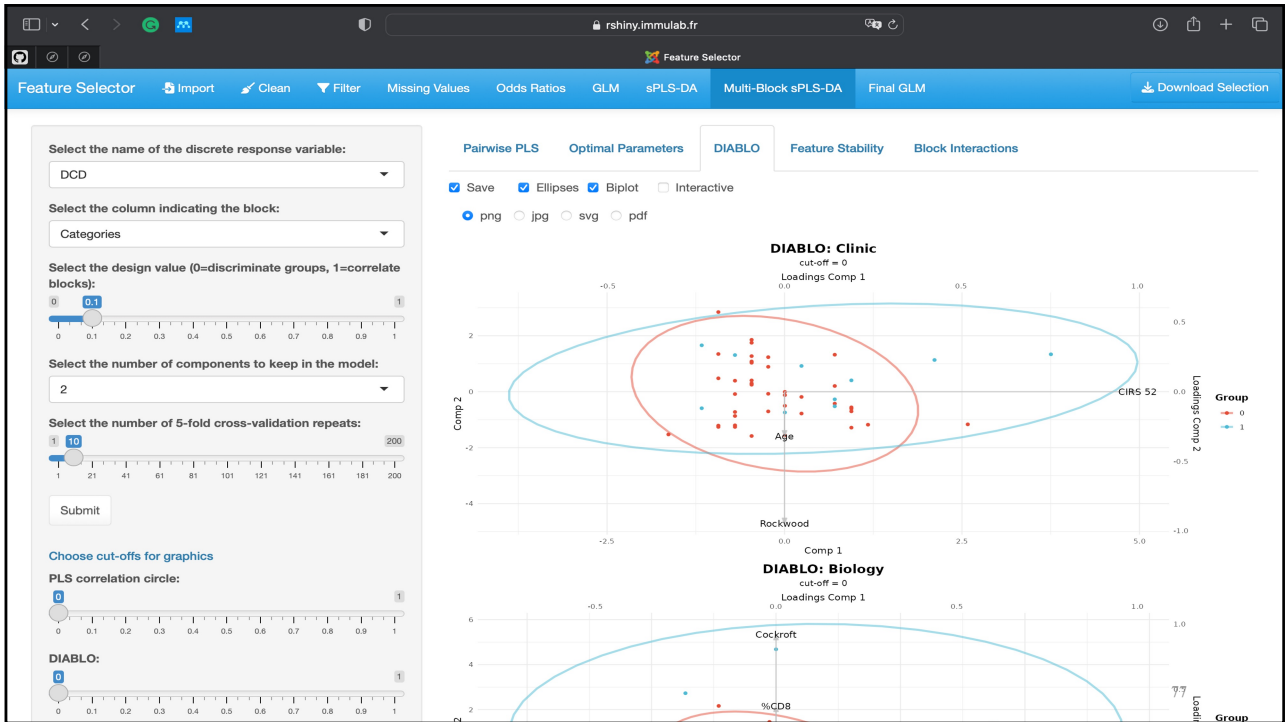 rshiny.immulab.fr
Feature Selector
Feature Selector Import Clean Filter Missing Values Odds Ratios GLM sPLS-DA Multi-Block sPLS-DA Final GLM Download Selection
Select the name of the discrete response variable:
DCD
Select the column indicating the block:
Categories
Select the design value (0=discriminate groups, 1=correlate
blocks):
0 0.1 1
0 0.1 0.2 0.3 0.4 0.5 0.6 0.7 0.8 0.9 1
Select the number of components to keep in the model:
2
Select the number of 5-fold cross-validation repeats:
1 10 200
1 21 41 61 81 101 121 141 161 181 200
Submit
Choose cut-offs for graphics
PLS correlation circle:
0 1
0 0.1 0.2 0.3 0.4 0.5 0.6 0.7 0.8 0.9 1
DIABLO:
0 1
0 0.1 0.2 0.3 0.4 0.5 0.6 0.7 0.8 0.9 1
Pairwise PLS Optimal Parameters DIABLO Feature Stability Block Interactions
Save Ellipses Biplot Interactive
png jpg svg pdf
DIABLO: Clinic
cut-off = 0
Loadings Comp 1
-0.5 0.0 0.5 1.0
0.5
2
CIRS 52
0 0.0
Comp 2
Loadings Comp 2
Group
0
1
Age
-2
-0.5
-4
Rockwood
-1.0
-2.5 0.0 2.5 5.0
Comp 1
DIABLO: Biology
cut-off = 0
Loadings Comp 1
-0.5 0.0 0.5 1.0
6
1.0
Cockroft
4
%CD8
2
Group